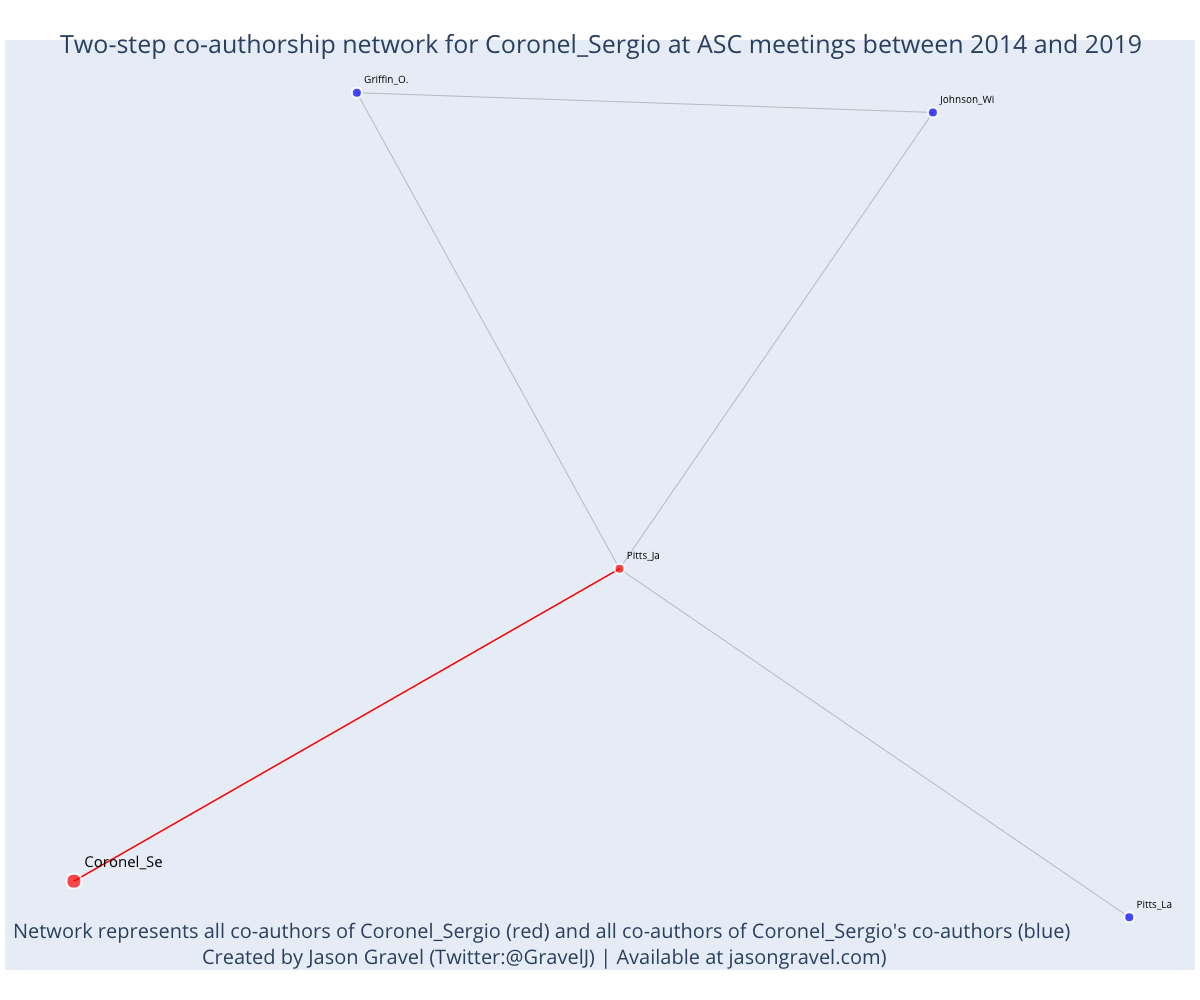 Two-step co-authorship network for Coronel_Sergio at ASC meetings between 2014 and 2019
Griffin_O.
Johnson_Wi
Pitts_Ja
Coronel_Se
Pitts_La
Network represents all co-authors of Coronel_Sergio (red) and all co-authors of Coronel_Sergio's co-authors (blue)
Created by Jason Gravel (Twitter:@GravelJ) | Available at jasongravel.com)